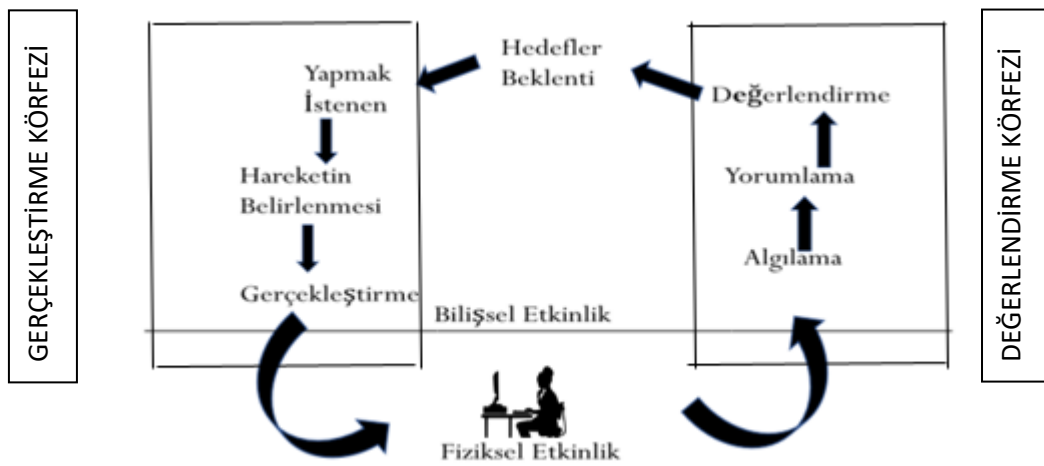 GERÇEKLEŞTİRME KÖRFEZİ
Yapmak
İstenen
Hareketin
Belirlenmesi
Gerçekleştirme
Hedefler
Beklenti
Değerlendirme
Yorumlama
Algılama
Bilişsel Etkinlik
Fiziksel Etkinlik
DEĞERLENDİRME KÖRFEZİ